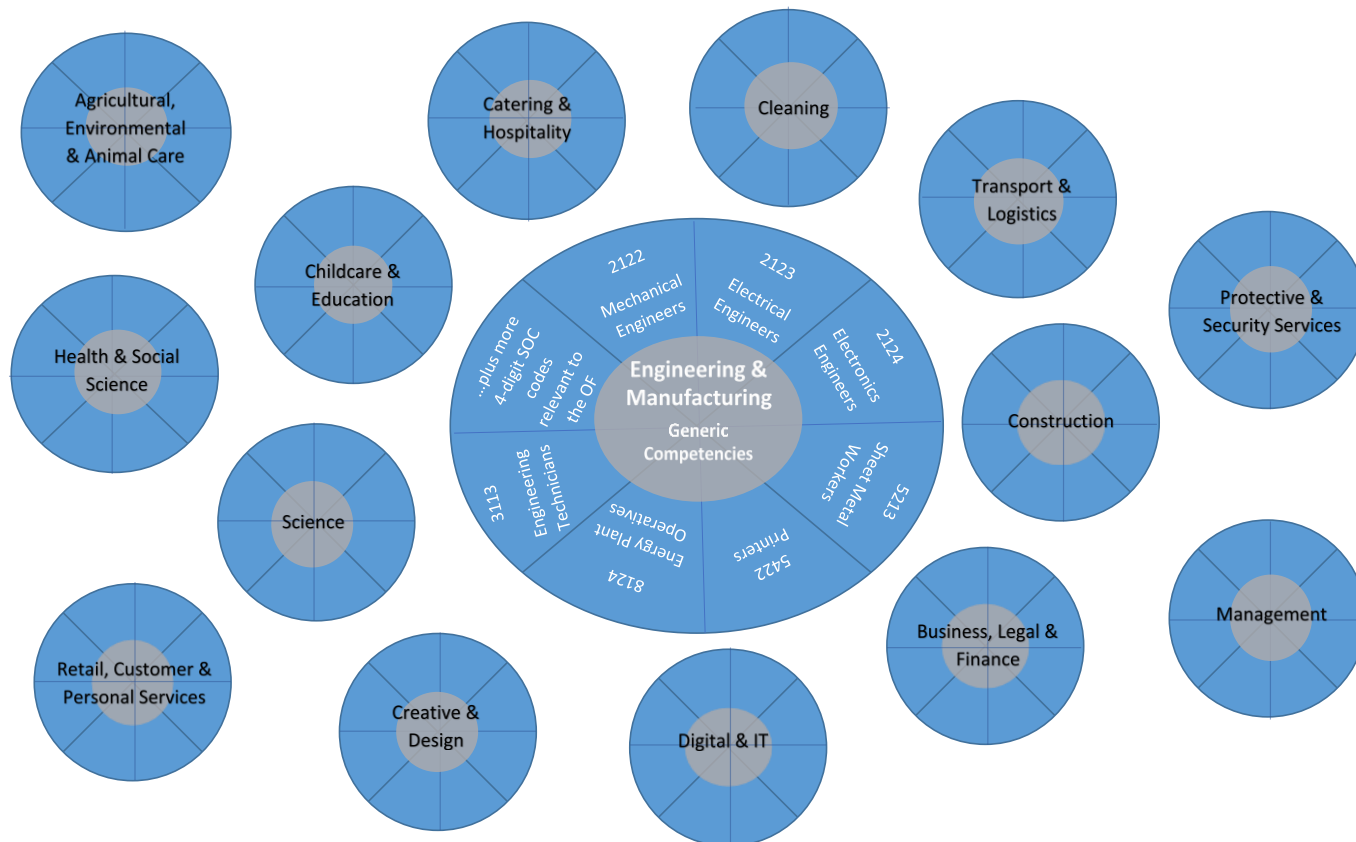 Agricultural,
Environmental
& Animal Care
Catering &
Hospitality
Cleaning
Transport &
Logistics
Protective &
Security Services
Childcare &
Education
Health & Social
Science
Science
Retail, Customer &
Personal Services
Creative &
Design
Digital & IT
Business, Legal &
Finance
Management
Construction
Engineering &
Manufacturing
Generic
Competencies
2122
Mechanical
Engineers
2123
Electrical
Engineers
2124
Electronics
Engineers
5213
Sheet Metal
Workers
5422
Printers
8124
Energy Plant
Operatives
3113
Engineering
Technicians
...plus more
4-digit SOC
codes
relevant to
the OF